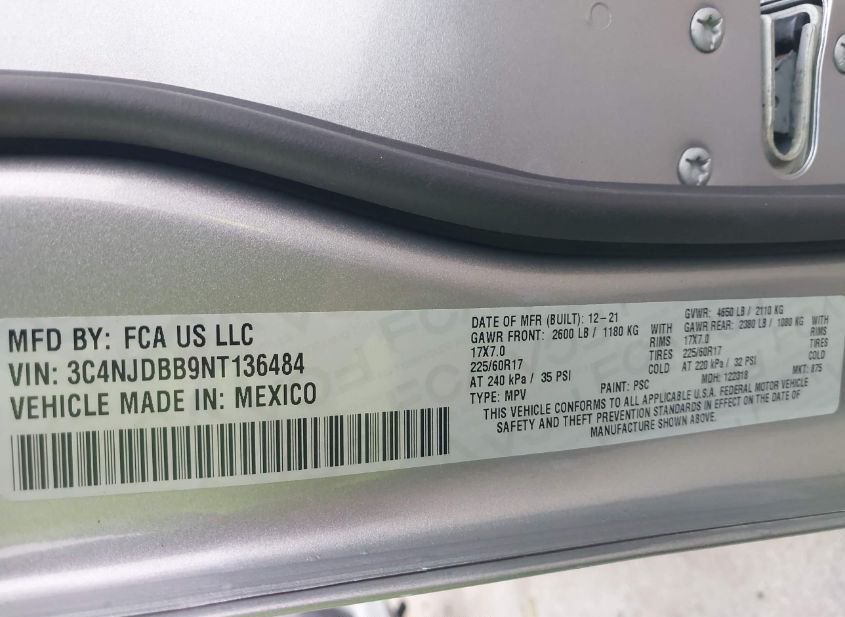 MFD BY: FCA US LLC
VIN: 3C4NJDBB9NT136484
VEHICLE MADE IN: MEXICO
DATE OF MFR (BUILT): 12-21
GVWR: 4650 LB / 2110 KG
GAWR FRONT: 2600 LB / 1180 KG WITH
GAWR REAR: 2380 LB / 1080 KG WITH
17X7.0 RIMS
17X7.0 RIMS
225/60R17 TIRES
225/60R17 TIRES
AT 240 kPa / 35 PSI
AT 220 kPa / 32 PSI
TYPE: MPV PAINT: PSC MDH: 122318 MKT: 875
THIS VEHICLE CONFORMS TO ALL APPLICABLE U.S.A. FEDERAL MOTOR VEHICLE
SAFETY AND THEFT PREVENTION STANDARDS IN EFFECT ON THE DATE OF
MANUFACTURE SHOWN ABOVE.